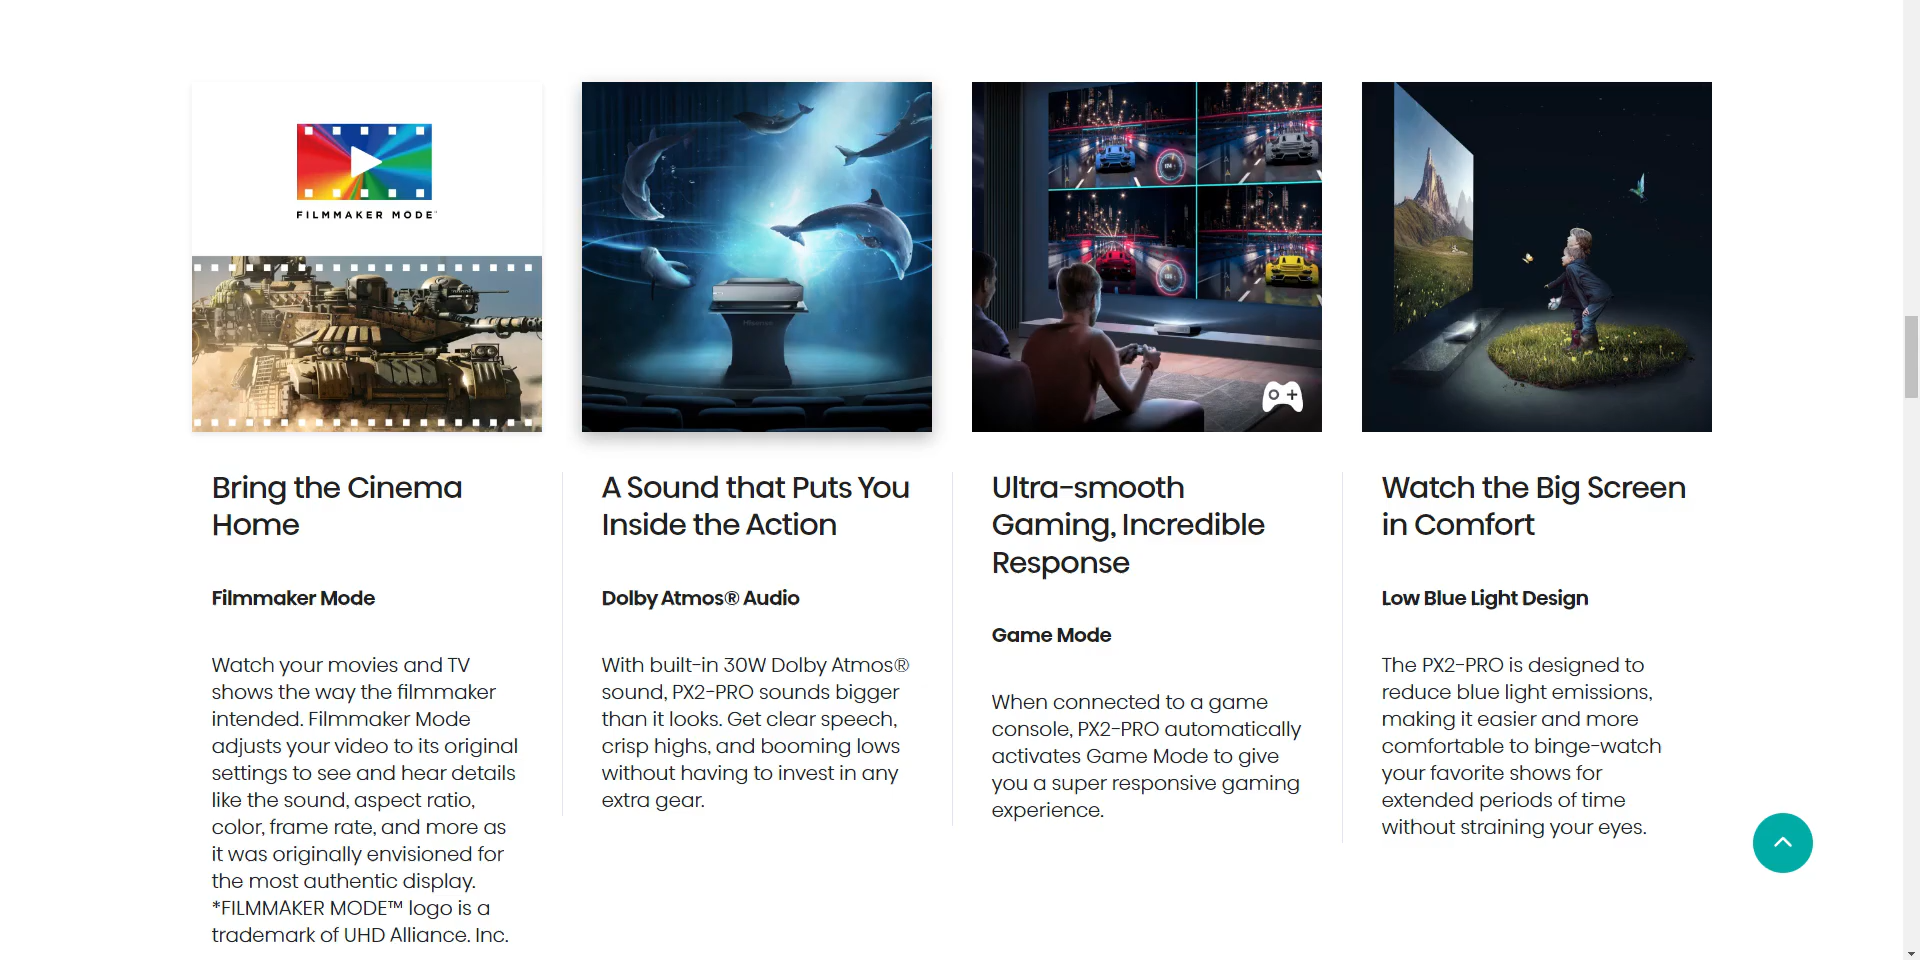 FILMMAKER MODE™
Bring the Cinema
Home
Filmmaker Mode
Watch your movies and TV
shows the way the filmmaker
intended. Filmmaker Mode
adjusts your video to its original
settings to see and hear details
like the sound, aspect ratio,
color, frame rate, and more as
it was originally envisioned for
the most authentic display.
*FILMMAKER MODE™ logo is a
trademark of UHD Alliance. Inc.
Hisense
A Sound that Puts You
Inside the Action
Dolby Atmos® Audio
With built-in 30W Dolby Atmos®
sound, PX2-PRO sounds bigger
than it looks. Get clear speech,
crisp highs, and booming lows
without having to invest in any
extra gear.
Ultra-smooth
Gaming, Incredible
Response
Game Mode
When connected to a game
console, PX2-PRO automatically
activates Game Mode to give
you a super responsive gaming
experience.
Watch the Big Screen
in Comfort
Low Blue Light Design
The PX2-PRO is designed to
reduce blue light emissions,
making it easier and more
comfortable to binge-watch
your favorite shows for
extended periods of time
without straining your eyes.